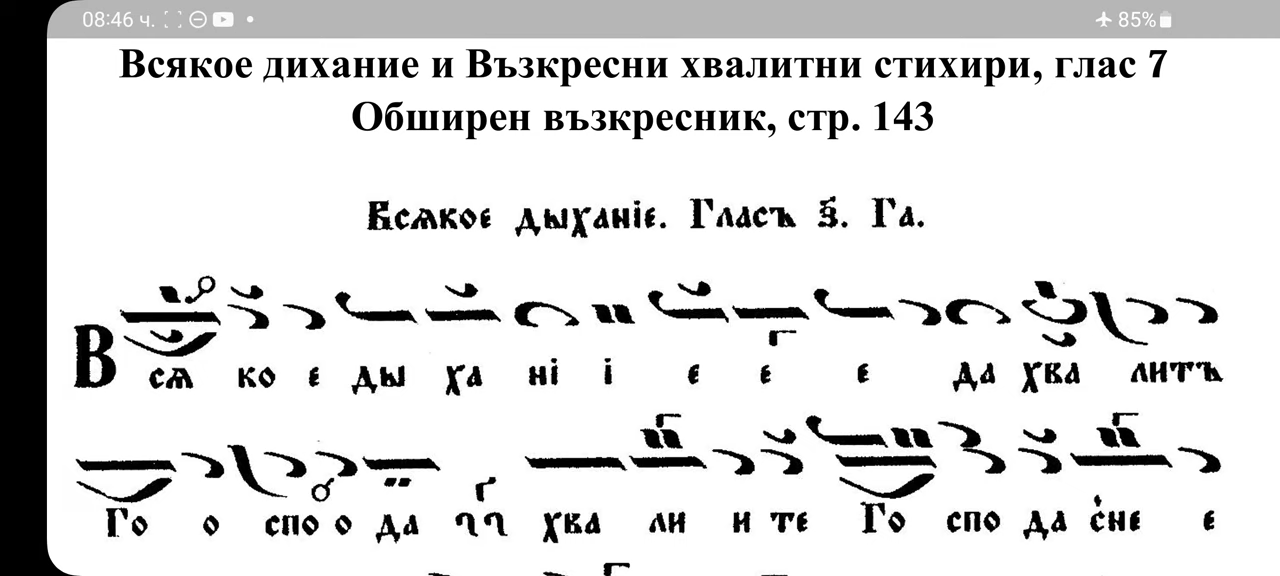 08:46 ч. 85%
Всякое дихание и Възкресни хвалитни стихири, глас 7
Обширен възкресник, стр. 143
Всѧкое дыханіе. Гласъ з҃. Га.
В сѧ ко е ды ха ні і е е е да хва литъ
Го о спо о да хва ли и те Го спо да с не е